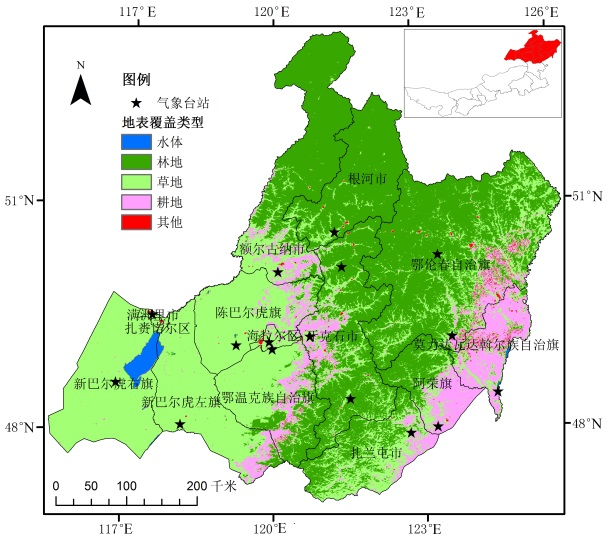 117°E
120°E
123°E
126°E
N
图例
气象台站
地表覆盖类型
水体
林地
草地
耕地
其他
51°N
51°N
根河市
额尔古纳市
鄂伦春自治旗
满洲里市
扎赉诺尔区
陈巴尔虎旗
海拉尔区
牙克石市
莫力达瓦达斡尔族自治旗
新巴尔虎右旗
新巴尔虎左旗
鄂温克族自治旗
阿荣旗
扎兰屯市
48°N
48°N
0 50 100 200 千米
117°E
120°E
123°E